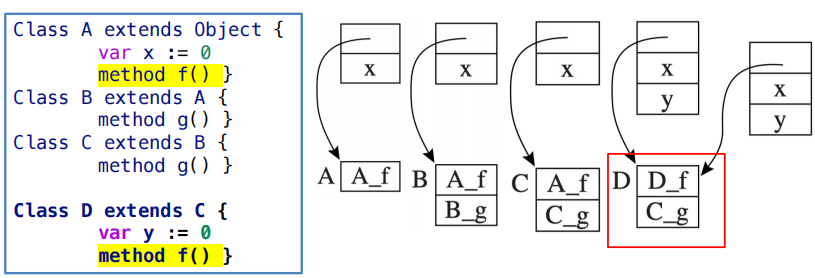 Class A extends Object {
var x := 0
method f() }
Class B extends A {
method g() }
Class C extends B {
method g() }
Class D extends C {
var y := 0
method f() }
x
x
x
x
y
x
y
A A_f
B A_f
B_g
C A_f
C_g
D D_f
C_g